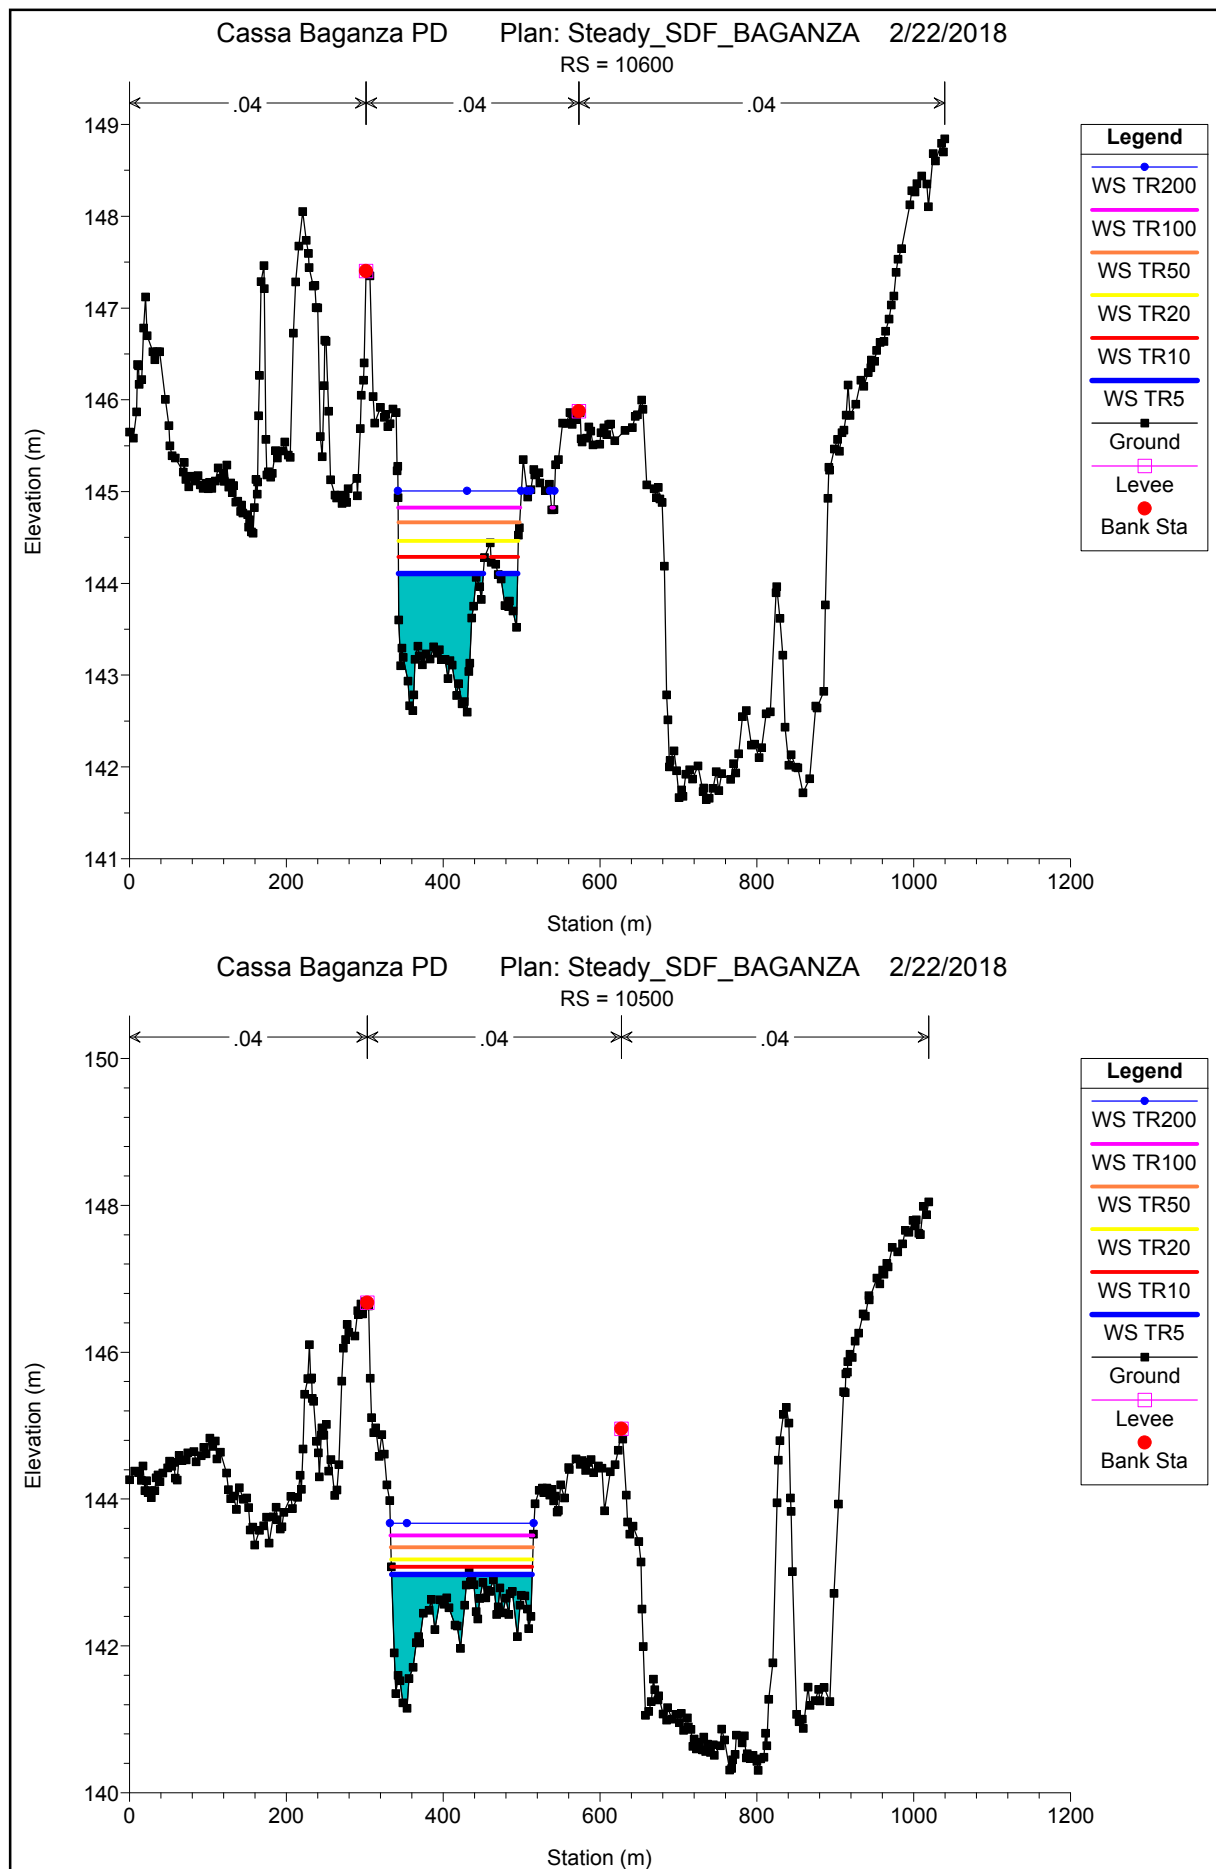 Cassa Baganza PD Plan: Steady_SDF_BAGANZA 2/22/2018
RS = 10600
.04 .04 .04
149
148
147
146
145
144
143
142
141
0 200 400 600 800 1000 1200
Elevation (m)
Station (m)
Legend
WS TR200
WS TR100
WS TR50
WS TR20
WS TR10
WS TR5
Ground
Levee
Bank Sta
Cassa Baganza PD Plan: Steady_SDF_BAGANZA 2/22/2018
RS = 10500
.04 .04 .04
150
148
146
144
142
140
0 200 400 600 800 1000 1200
Elevation (m)
Station (m)
Legend
WS TR200
WS TR100
WS TR50
WS TR20
WS TR10
WS TR5
Ground
Levee
Bank Sta